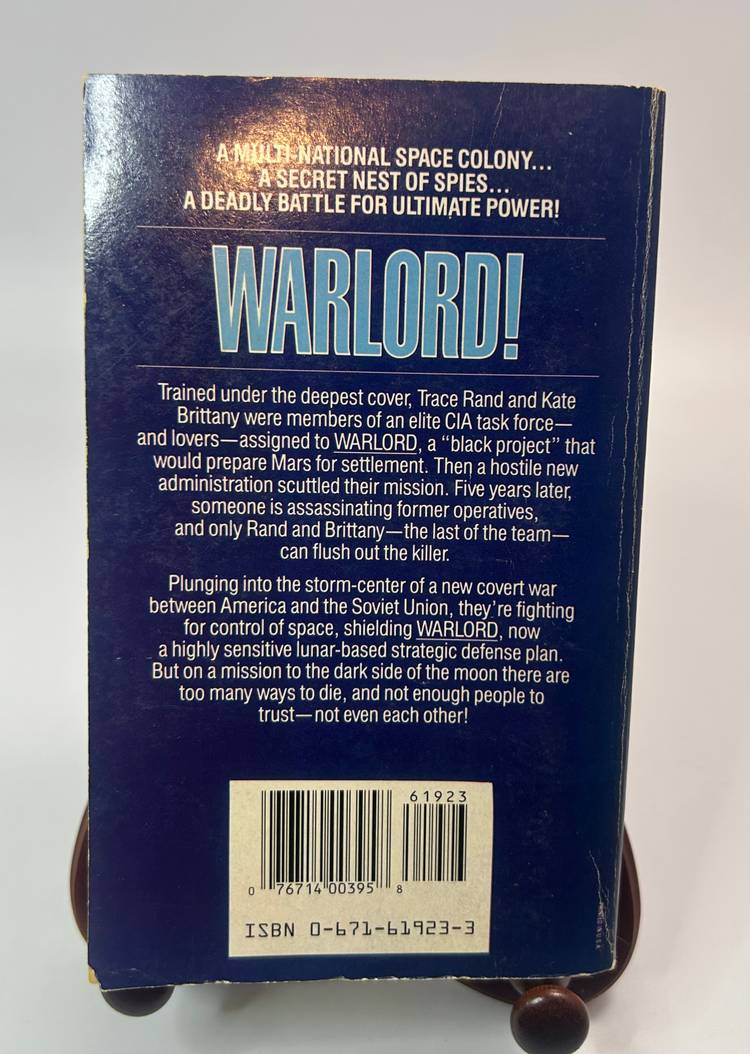 A MULTI-NATIONAL SPACE COLONY...
A SECRET NEST OF SPIES...
A DEADLY BATTLE FOR ULTIMATE POWER!
WARLORD!
Trained under the deepest cover, Trace Rand and Kate
Brittany were members of an elite CIA task force—
and lovers—assigned to WARLORD, a “black project” that
would prepare Mars for settlement. Then a hostile new
administration scuttled their mission. Five years later,
someone is assassinating former operatives,
and only Rand and Brittany—the last of the team—
can flush out the killer.
Plunging into the storm-center of a new covert war
between America and the Soviet Union, they’re fighting
for control of space, shielding WARLORD, now
a highly sensitive lunar-based strategic defense plan.
But on a mission to the dark side of the moon there are
too many ways to die, and not enough people to
trust—not even each other!
61923
0 76714 00395 8
ISBN 0-671-61923-3